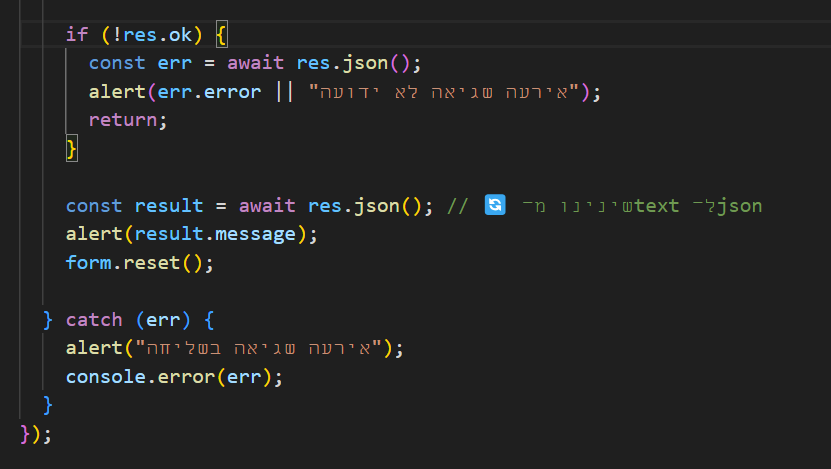 if (!res.ok) {
const err = await res.json();
alert(err.error || "אירעה שגיאה לא ידועה");
return;
}
const result = await res.json(); // 🔄 שינינו מ־text ל־json
alert(result.message);
form.reset();
} catch (err) {
alert("אירעה שגיאה בשליחה");
console.error(err);
}
});